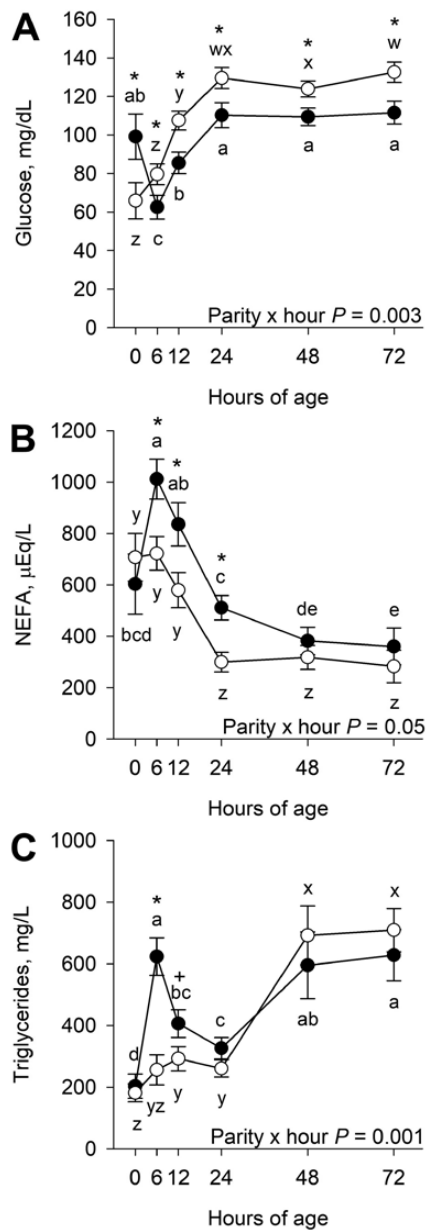 A
160
140
120
100
80
60
40
20
0
Glucose, mg/dL
* * * * * *
ab z y wx x w
z c b a a a
Parity x hour P = 0.003
0 6 12 24 48 72
Hours of age
B
1200
1000
800
600
400
200
0
NEFA, µEq/L
* * *
y a ab c de e
bcd y y z z z
Parity x hour P = 0.05
0 6 12 24 48 72
Hours of age
C
1000
800
600
400
200
0
Triglycerides, mg/L
* +
d a bc c x x
z yz y y ab a
Parity x hour P = 0.001
0 6 12 24 48 72
Hours of age